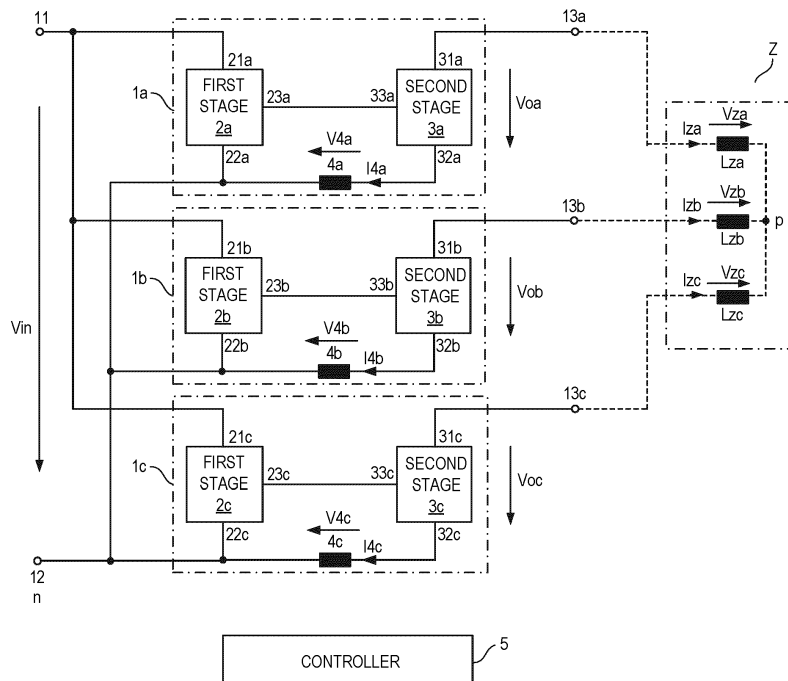 11
13a
Z
21a
31a
1a
FIRST
STAGE
2a
23a
33a
SECOND
STAGE
3a
Voa
22a
V4a
4a
I4a
32a
Iza
Vza
Lza
Izb
Vzb
Lzb
p
Izc
Vzc
Lzc
13b
21b
31b
1b
FIRST
STAGE
2b
23b
33b
SECOND
STAGE
3b
Vob
22b
V4b
4b
I4b
32b
Vin
13c
21c
31c
1c
FIRST
STAGE
2c
23c
33c
SECOND
STAGE
3c
Voc
22c
V4c
4c
I4c
32c
12
n
CONTROLLER
5